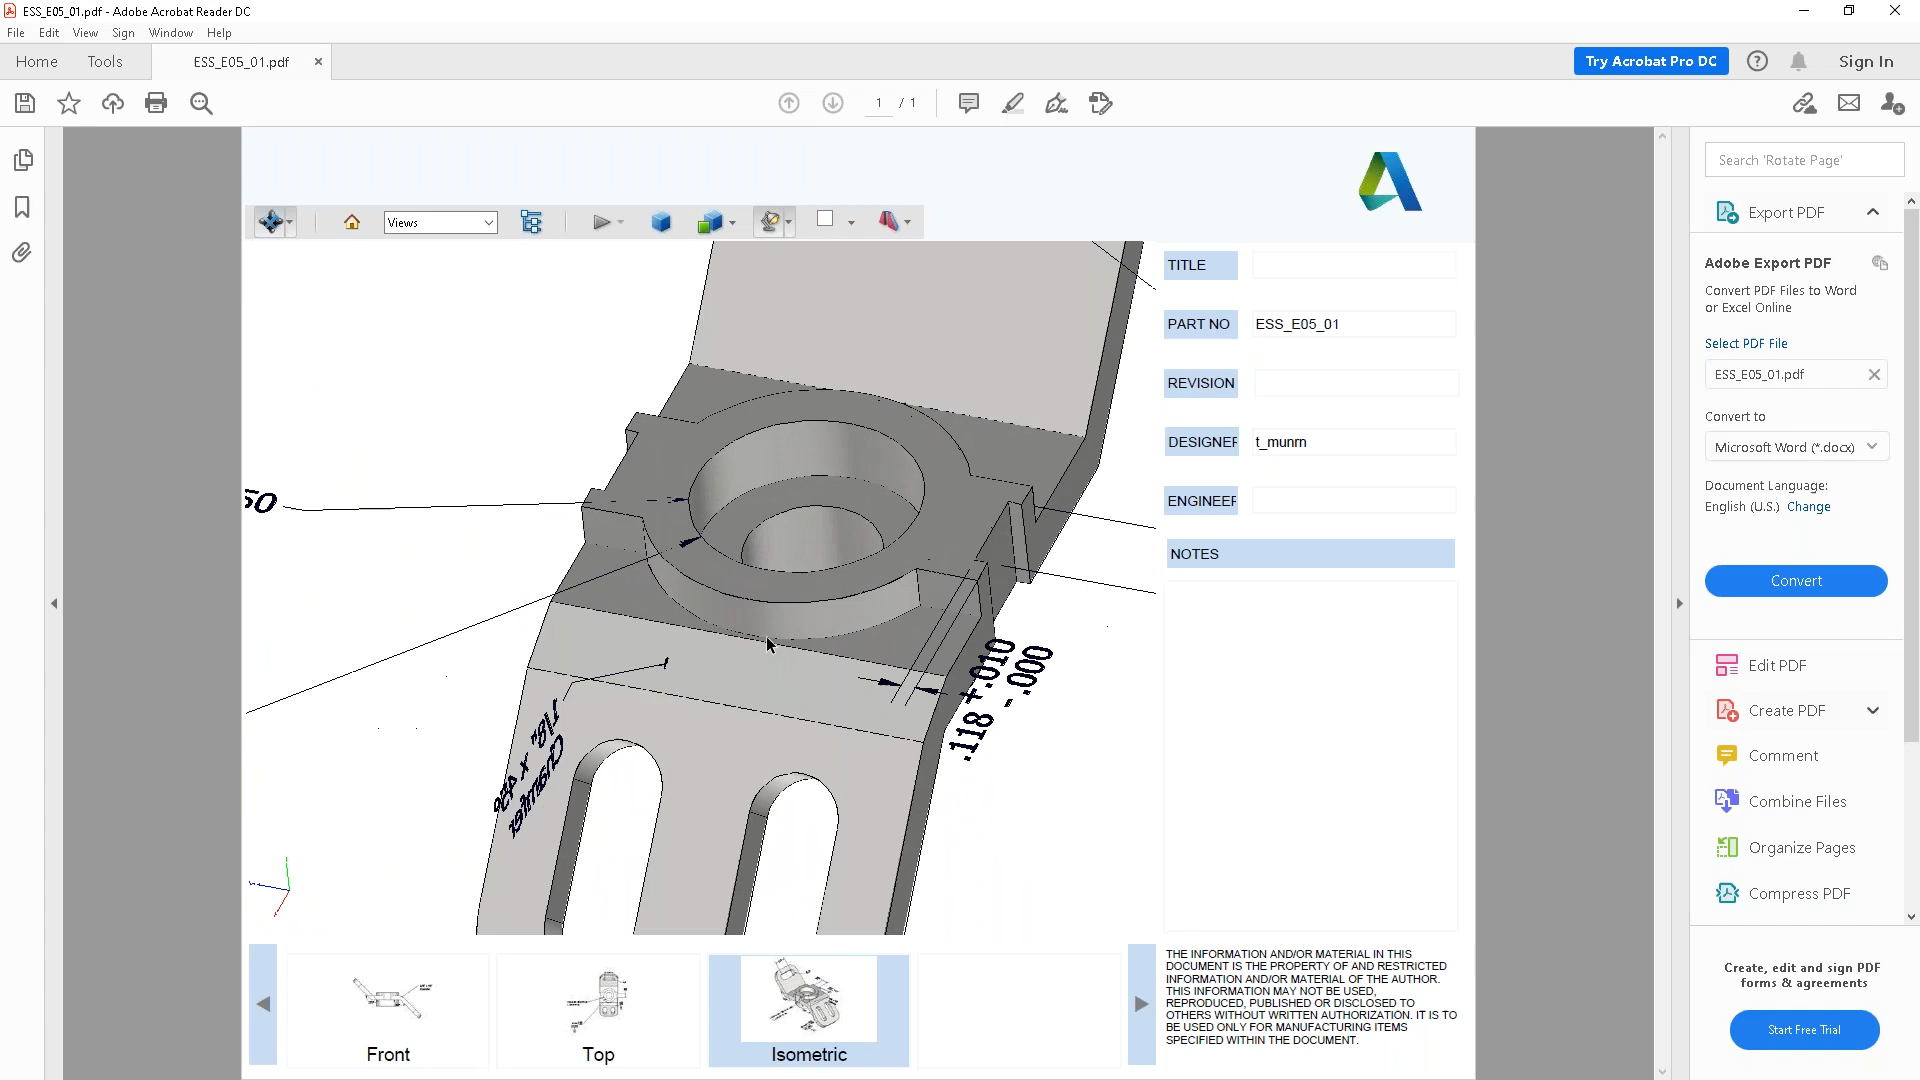 ESS_E05_01.pdf - Adobe Acrobat Reader DC
File Edit View Sign Window Help
Home Tools ESS_E05_01.pdf
Try Acrobat Pro DC Sign In
1 / 1
Search 'Rotate Page'
Views
Export PDF
Adobe Export PDF
Convert PDF Files to Word
or Excel Online
Select PDF File
ESS_E05_01.pdf
Convert to
Microsoft Word (*.docx)
Document Language:
English (U.S.) Change
Convert
Edit PDF
Create PDF
Comment
Combine Files
Organize Pages
Compress PDF
Create, edit and sign PDF
forms & agreements
Start Free Trial
TITLE
PART NO ESS_E05_01
REVISION
DESIGNER t_munrn
ENGINEER
NOTES
.118 +.010
-.000
Front
Top
Isometric
THE INFORMATION AND/OR MATERIAL IN THIS
DOCUMENT IS THE PROPERTY OF AND RESTRICTED
INFORMATION AND/OR MATERIAL OF THE AUTHOR.
THIS INFORMATION MAY NOT BE USED,
REPRODUCED, PUBLISHED OR DISCLOSED TO
OTHERS WITHOUT WRITTEN AUTHORIZATION. IT IS TO
BE USED ONLY FOR MANUFACTURING ITEMS
SPECIFIED WITHIN THE DOCUMENT.